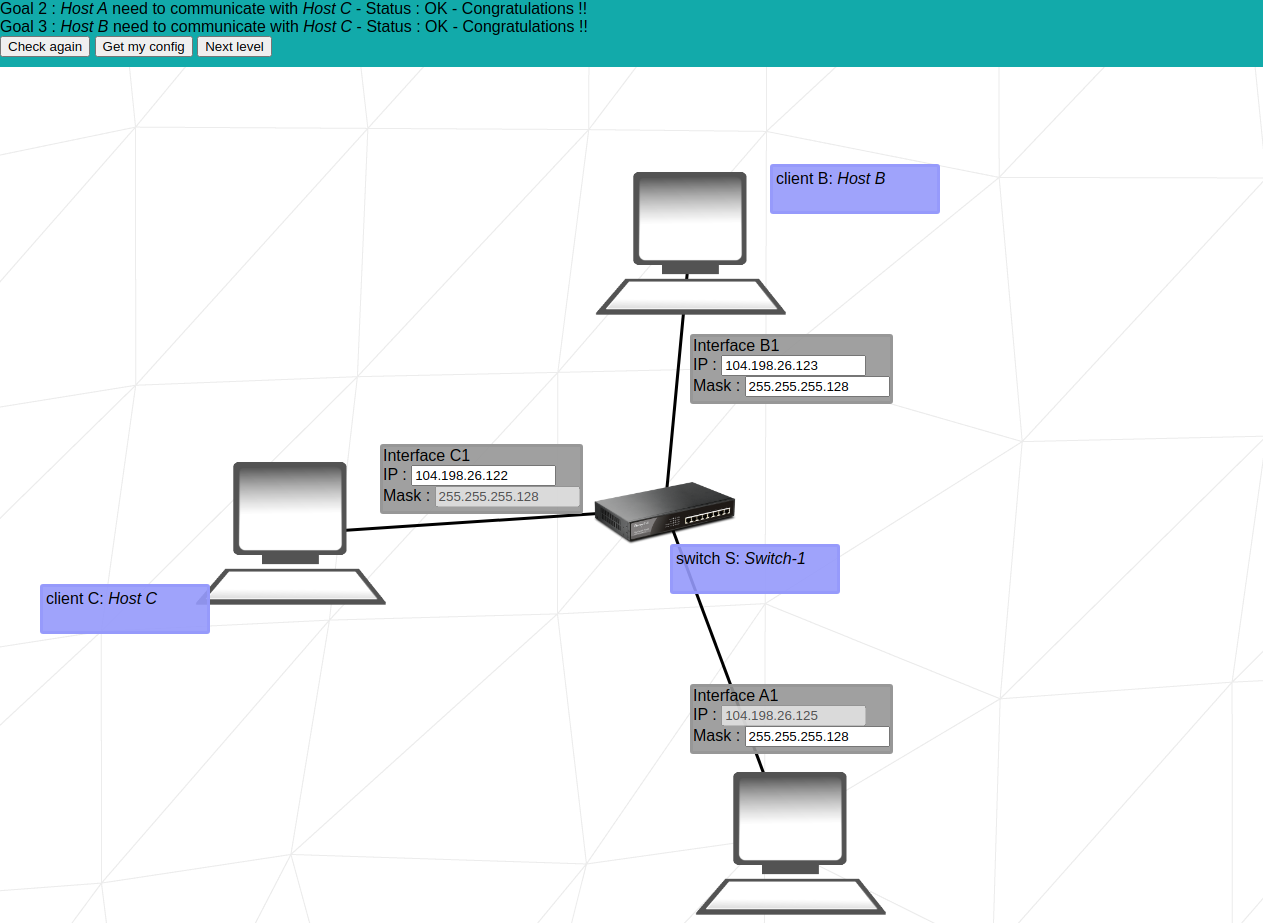 Goal 2 : Host A need to communicate with Host C - Status : OK - Congratulations !!
Goal 3 : Host B need to communicate with Host C - Status : OK - Congratulations !!
Check again Get my config Next level
client B: Host B
Interface B1
IP : 104.198.26.123
Mask : 255.255.255.128
Interface C1
IP : 104.198.26.122
Mask : 255.255.255.128
switch S: Switch-1
client C: Host C
Interface A1
IP : 104.198.26.125
Mask : 255.255.255.128